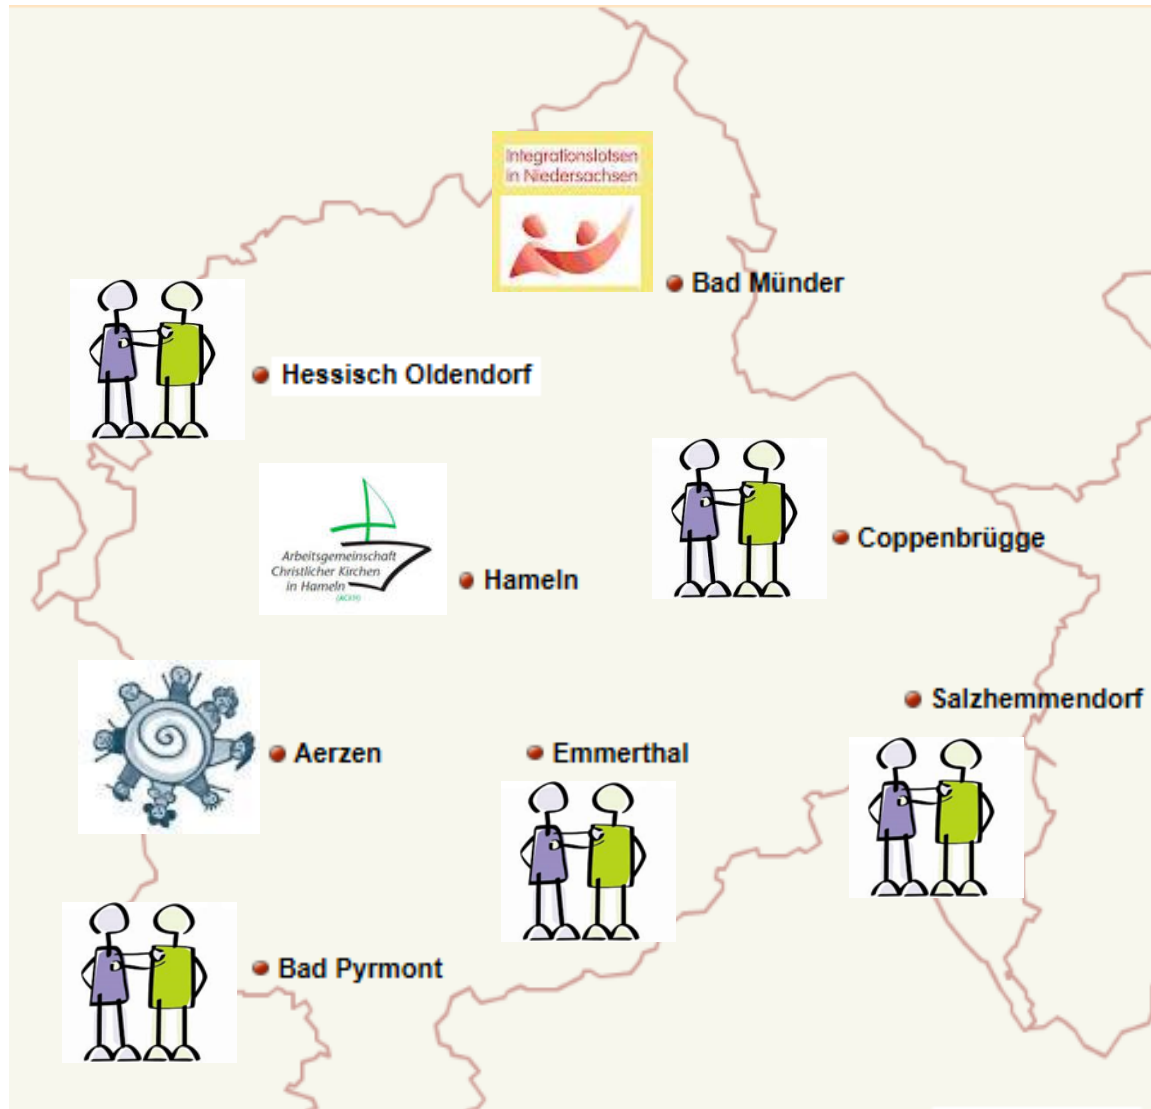 Integrationslotsen
in Niedersachsen
Bad Münder
Hessisch Oldendorf
Arbeitsgemeinschaft
Christlicher Kirchen
in Hameln
(ACKH)
Hameln
Coppenbrügge
Salzhemmendorf
Aerzen
Emmerthal
Bad Pyrmont